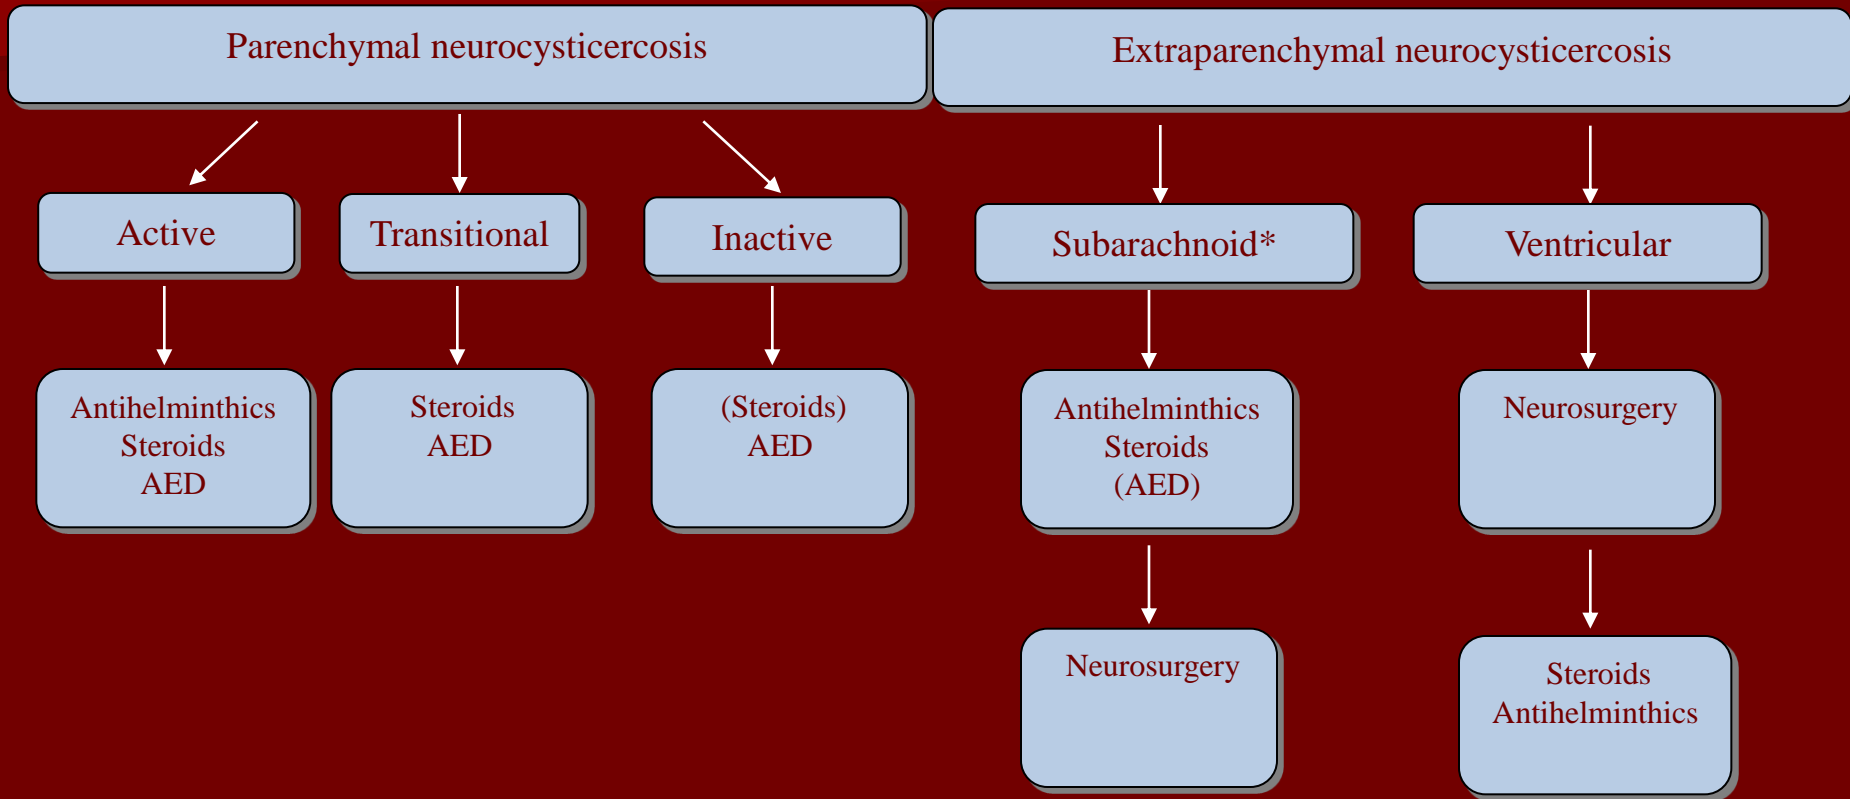 Parenchymal neurocysticercosis
Extraparenchymal neurocysticercosis
Active
Transitional
Inactive
Subarachnoid*
Ventricular
Antihelminthics
Steroids
AED
Steroids
AED
(Steroids)
AED
Antihelminthics
Steroids
(AED)
Neurosurgery
Neurosurgery
Steroids
Antihelminthics